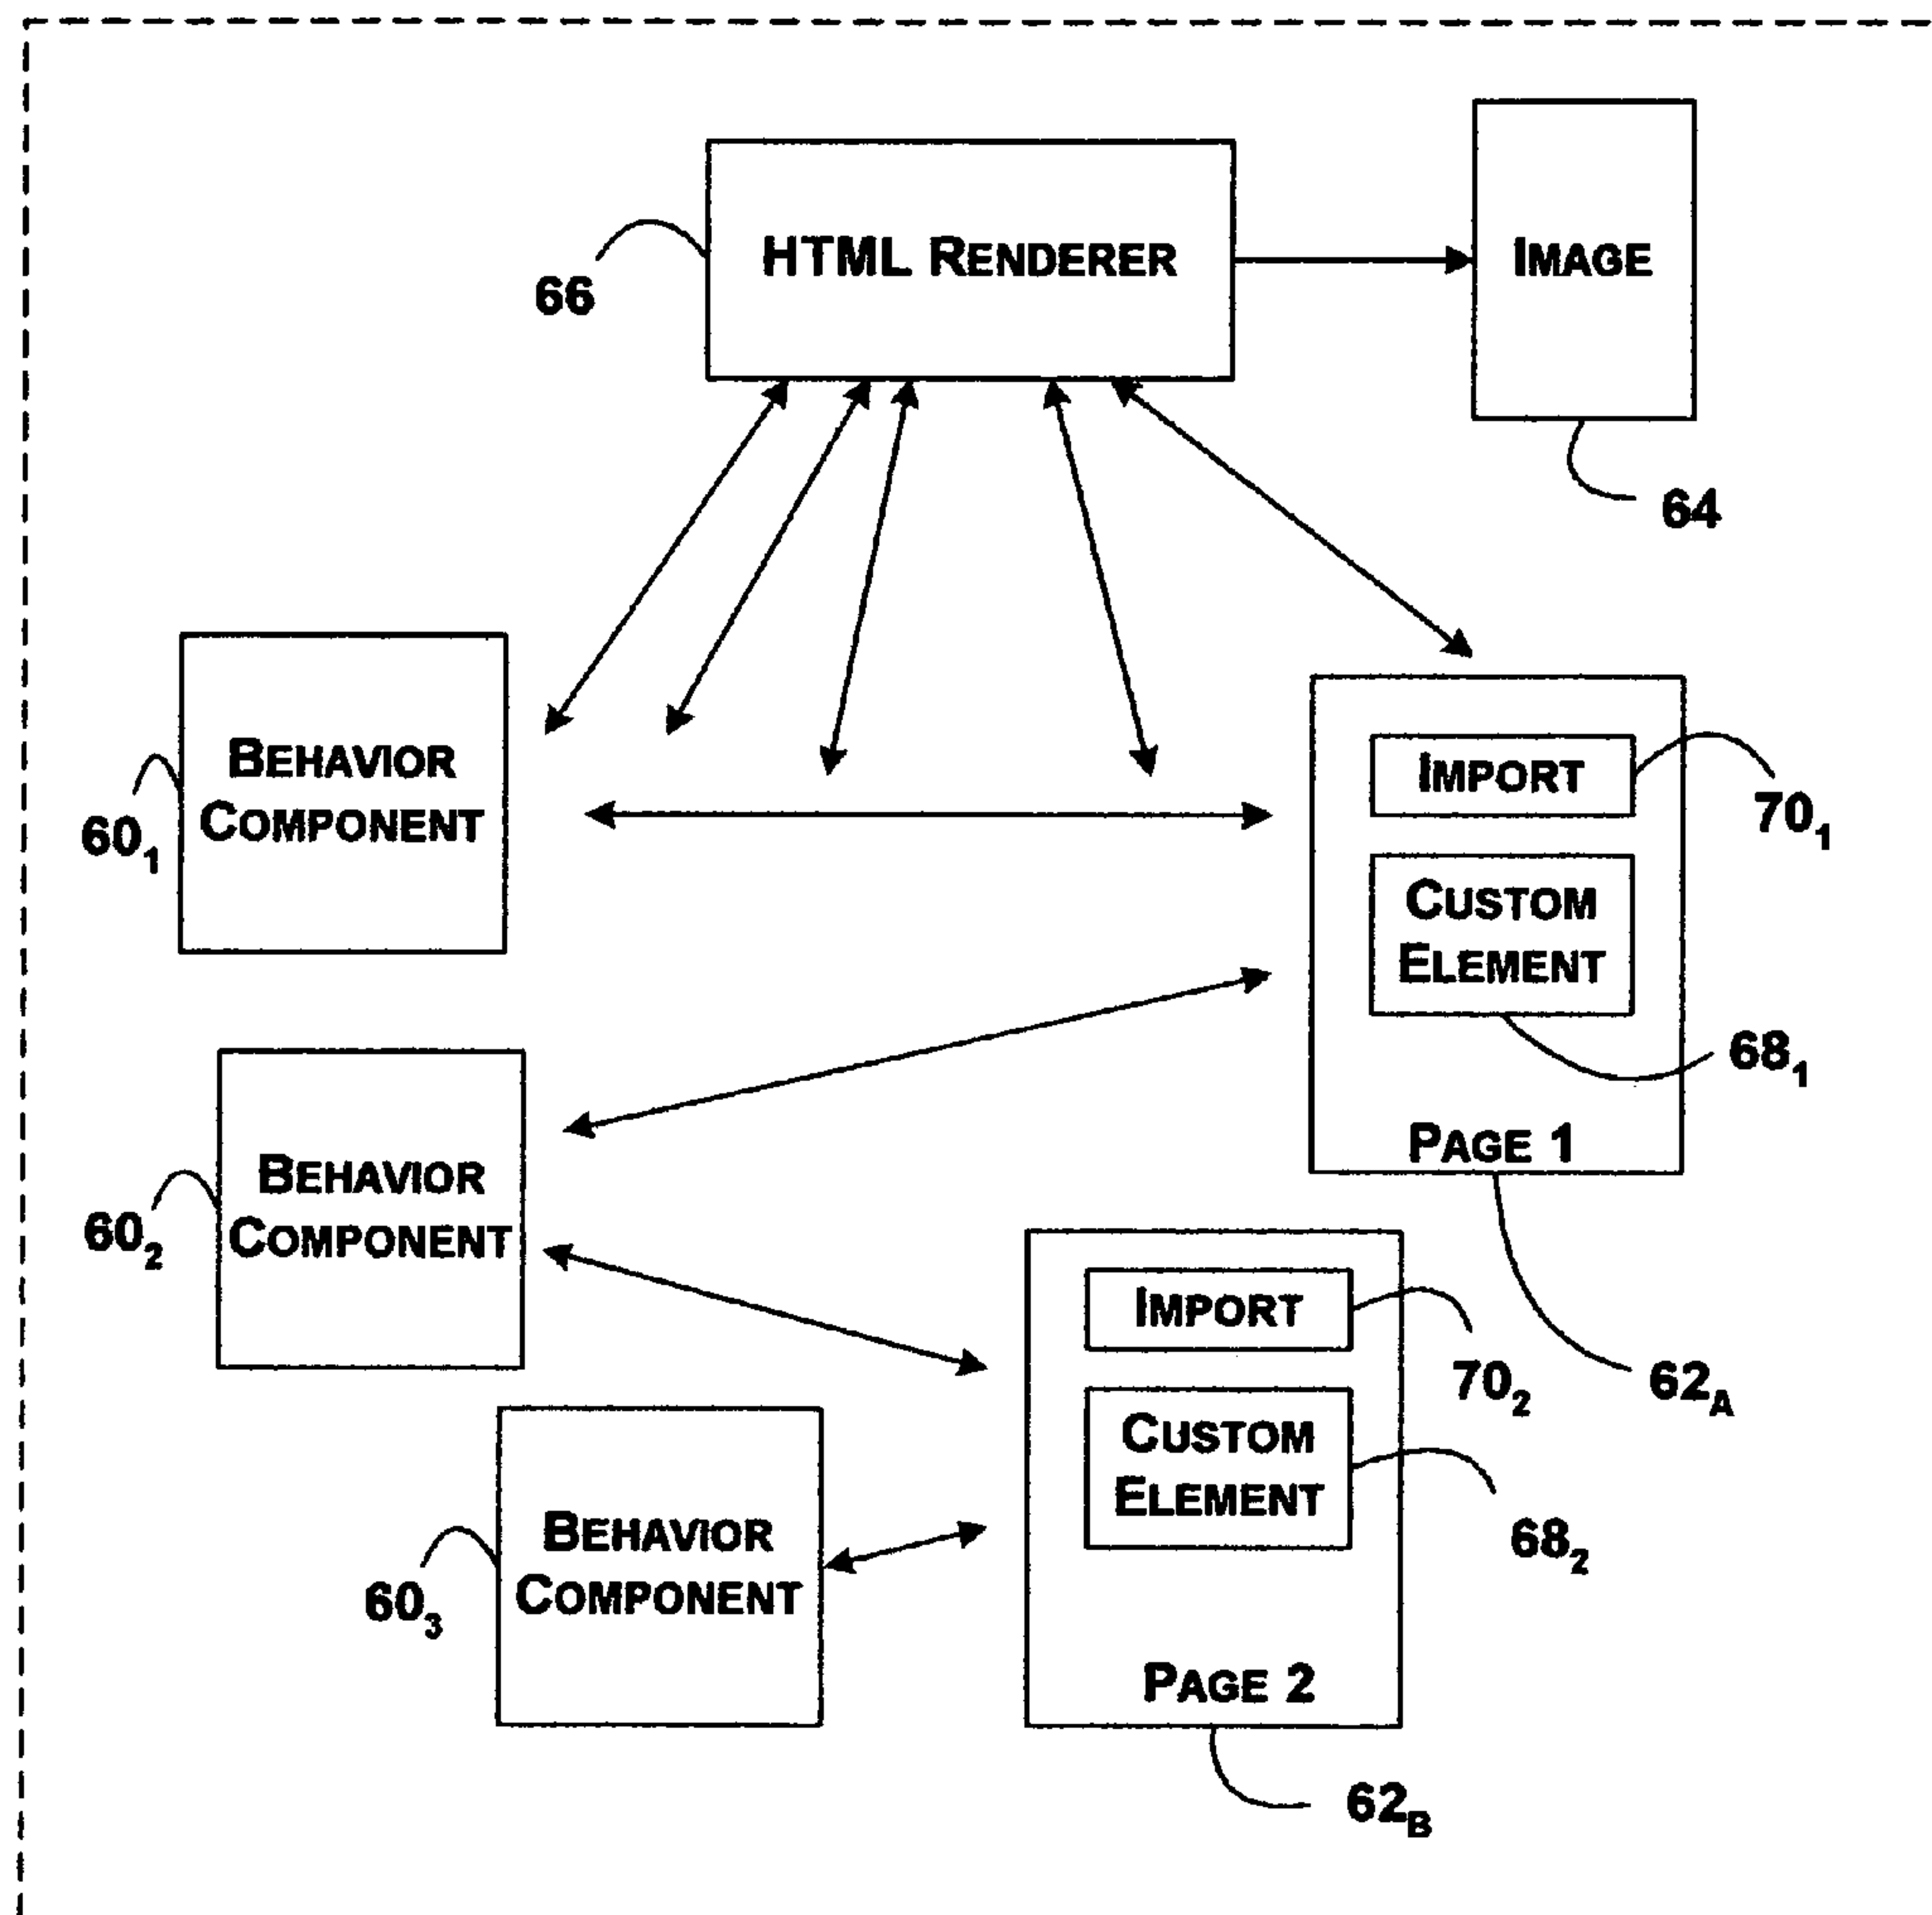 HTML RENDERER
IMAGE
66
64
BEHAVIOR
COMPONENT
60₁
IMPORT
70₁
CUSTOM
ELEMENT
68₁
PAGE 1
62A
BEHAVIOR
COMPONENT
60₂
IMPORT
70₂
CUSTOM
ELEMENT
68₂
PAGE 2
62B
BEHAVIOR
COMPONENT
60₃